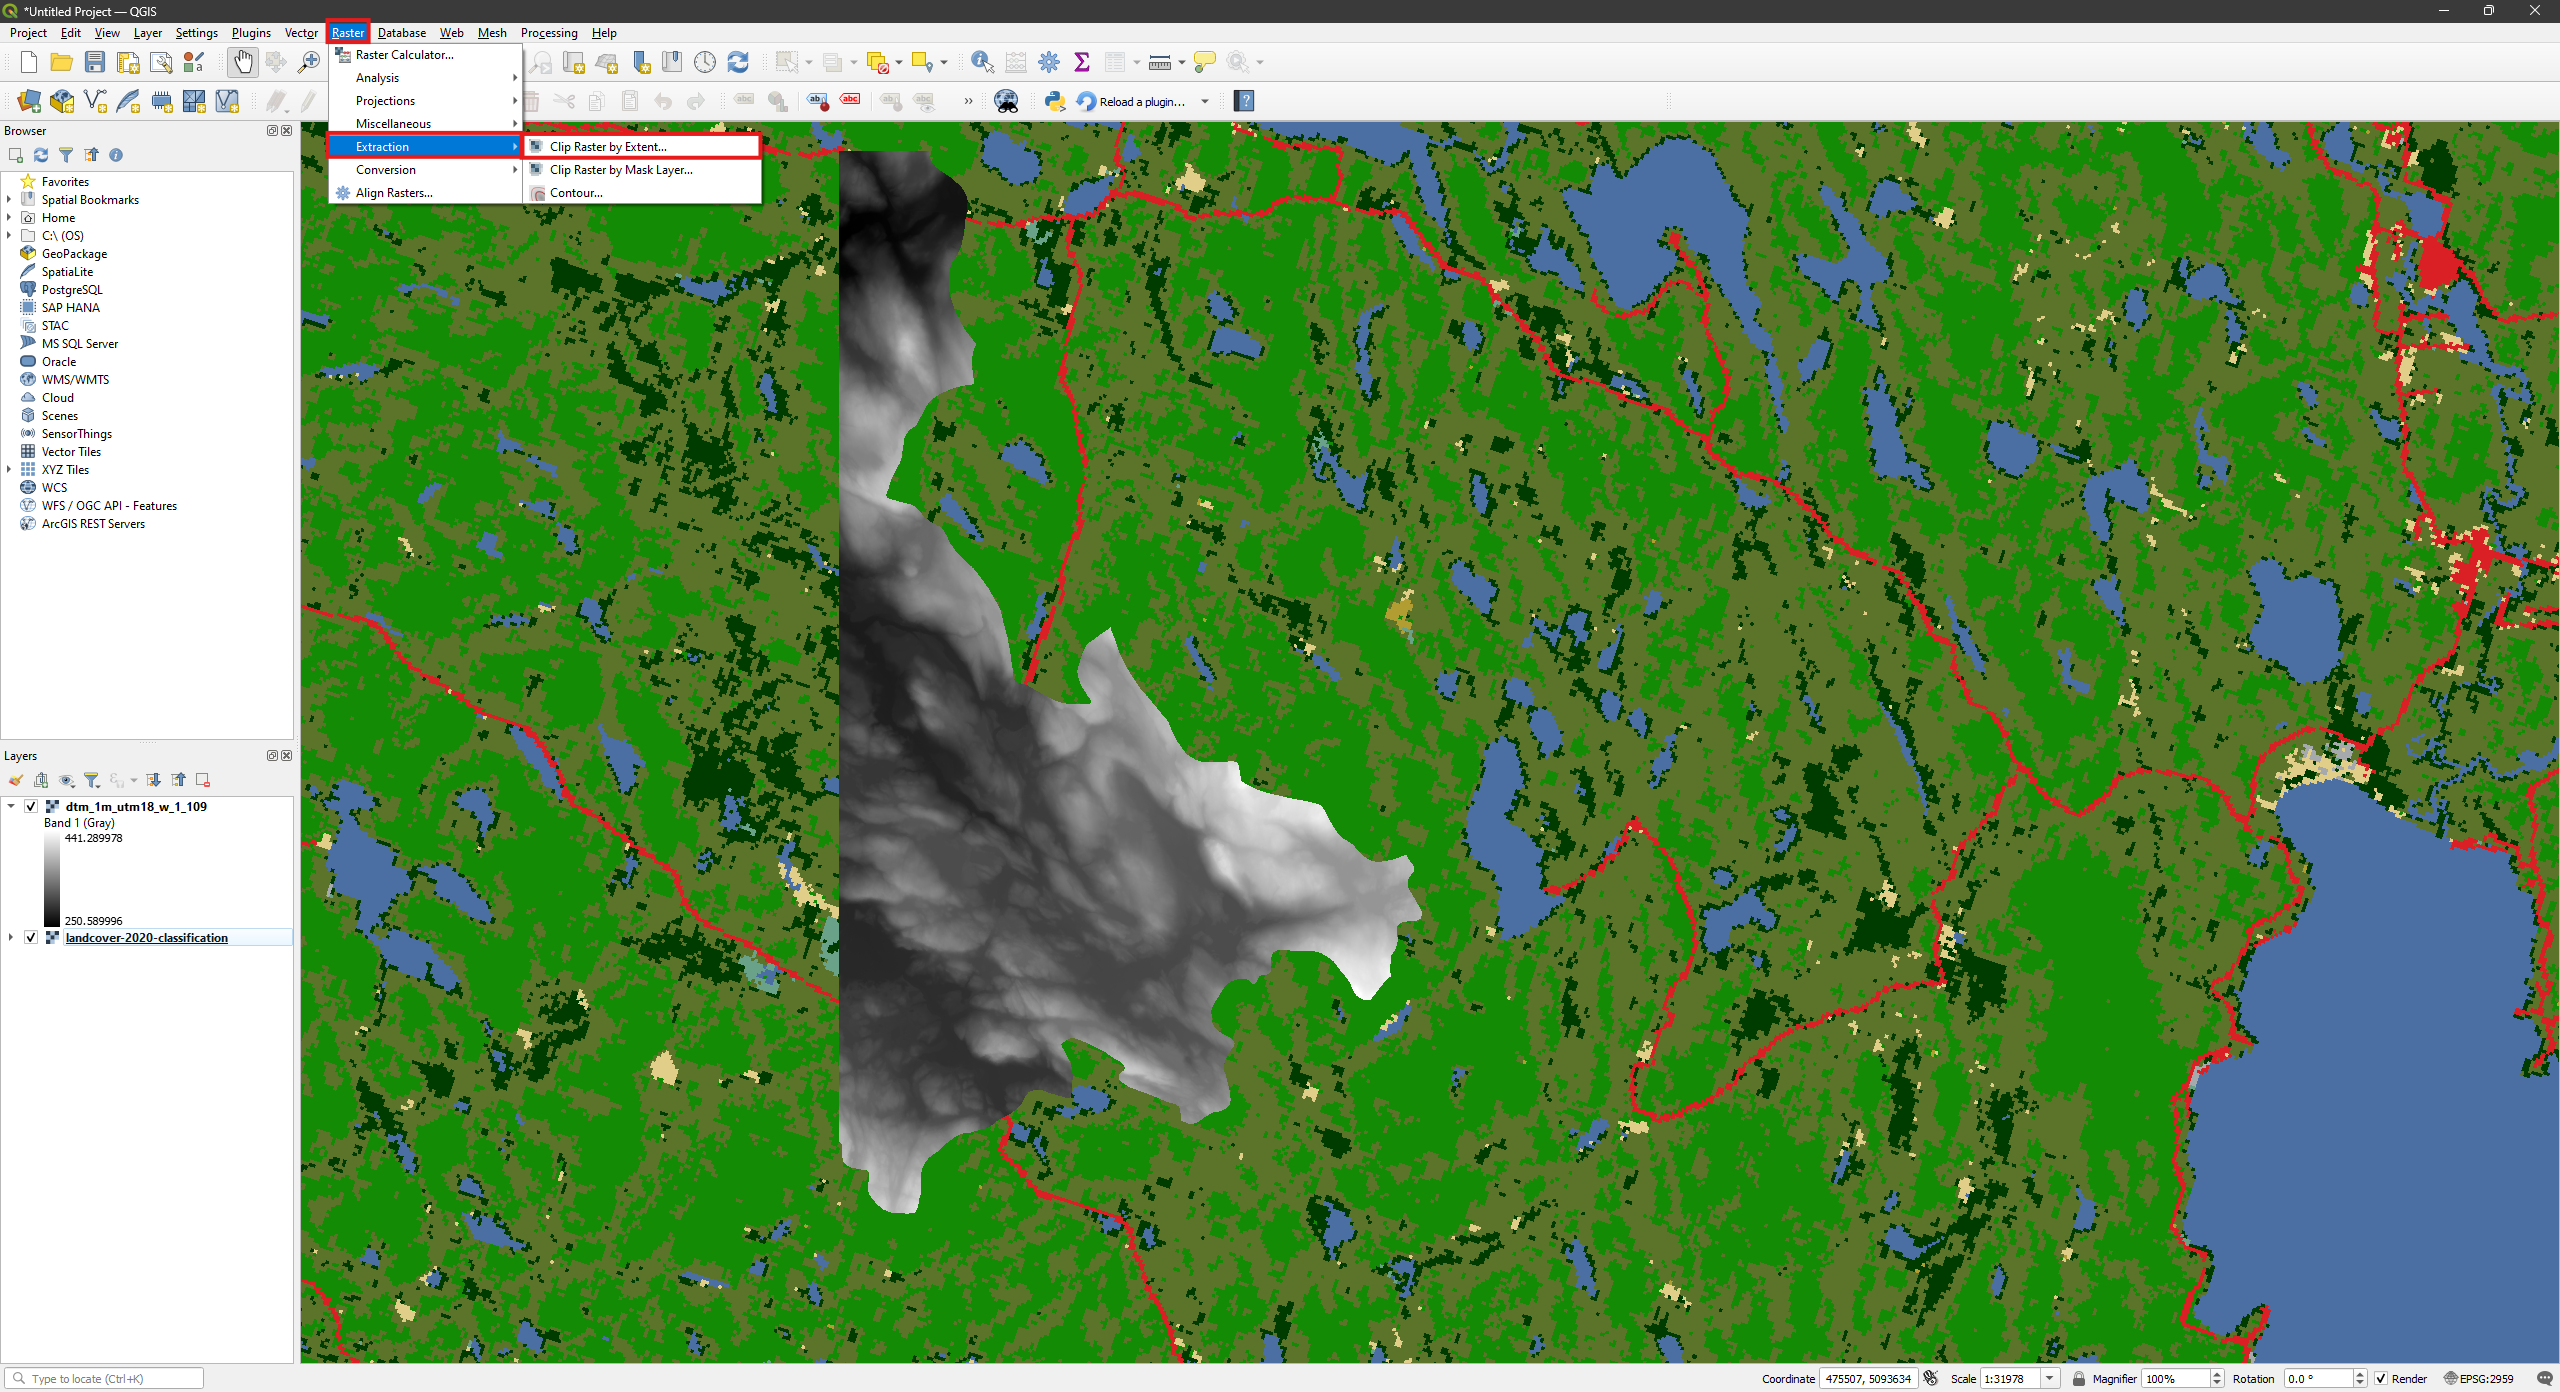 *Untitled Project — QGIS
Project Edit View Layer Settings Plugins Vector Raster Database Web Mesh Processing Help
Raster Calculator...
Analysis
Projections
Miscellaneous
Extraction
Conversion
Align Rasters...
Clip Raster by Extent...
Clip Raster by Mask Layer...
Contour...
abc
ab
abc
ab
abc
»
Reload a plugin...
?
Browser
Favorites
Spatial Bookmarks
Home
C:\ (OS)
GeoPackage
SpatiaLite
PostgreSQL
SAP HANA
STAC
MS SQL Server
Oracle
WMS/WMTS
Cloud
Scenes
SensorThings
Vector Tiles
XYZ Tiles
WCS
WFS / OGC API - Features
ArcGIS REST Servers
Layers
dtm_1m_utm18_w_1_109
Band 1 (Gray)
441.289978
250.589996
landcover-2020-classification
Type to locate (Ctrl+K)
Coordinate 475507, 5093634 Scale 1:31978 Magnifier 100% Rotation 0.0 ° Render EPSG:2959